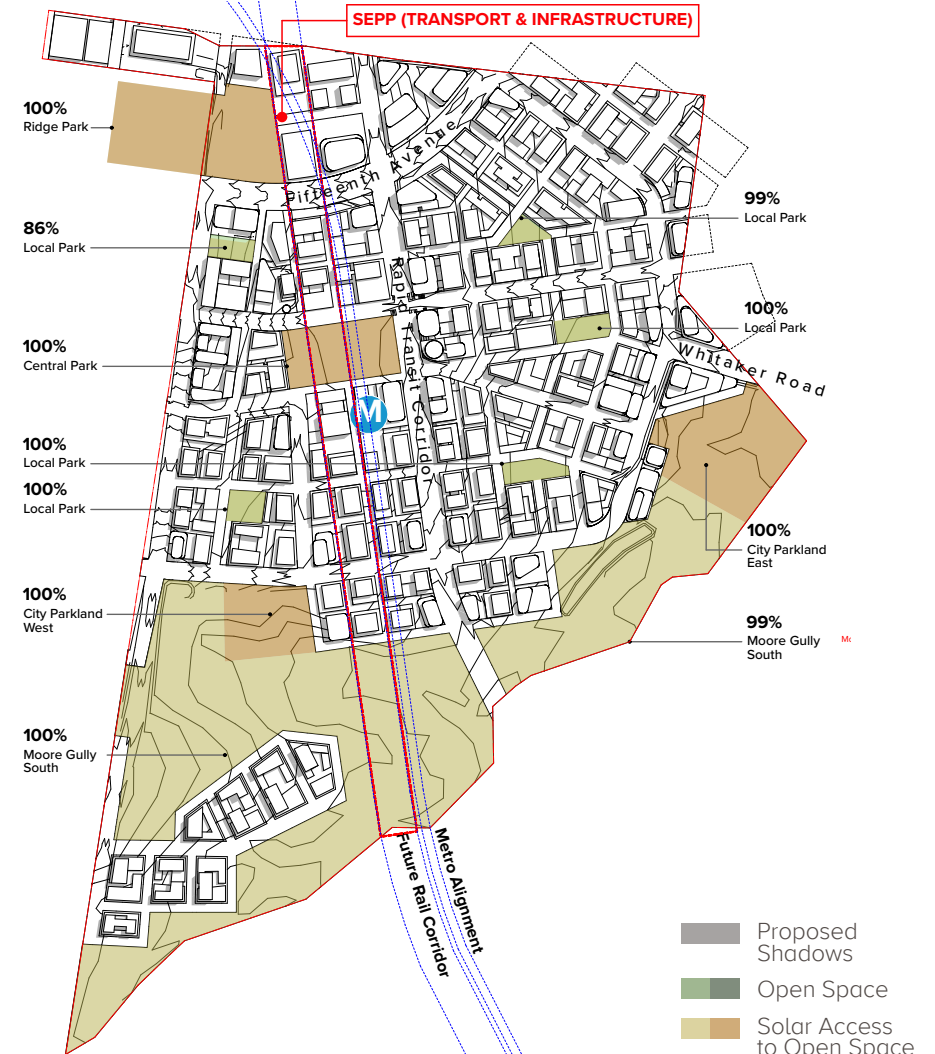 SEPP (TRANSPORT & INFRASTRUCTURE)
100%
Ridge Park
Fifteenth Avenue
99%
Local Park
86%
Local Park
Rapid Transit Corridor
100%
Local Park
100%
Central Park
Whitaker Road
M
100%
Local Park
100%
Local Park
100%
City Parkland
East
100%
City Parkland
West
99%
Moore Gully
South
Mc
100%
Moore Gully
South
Future Rail Corridor
Metro Alignment
Proposed
Shadows
Open Space
Solar Access
to Open Space